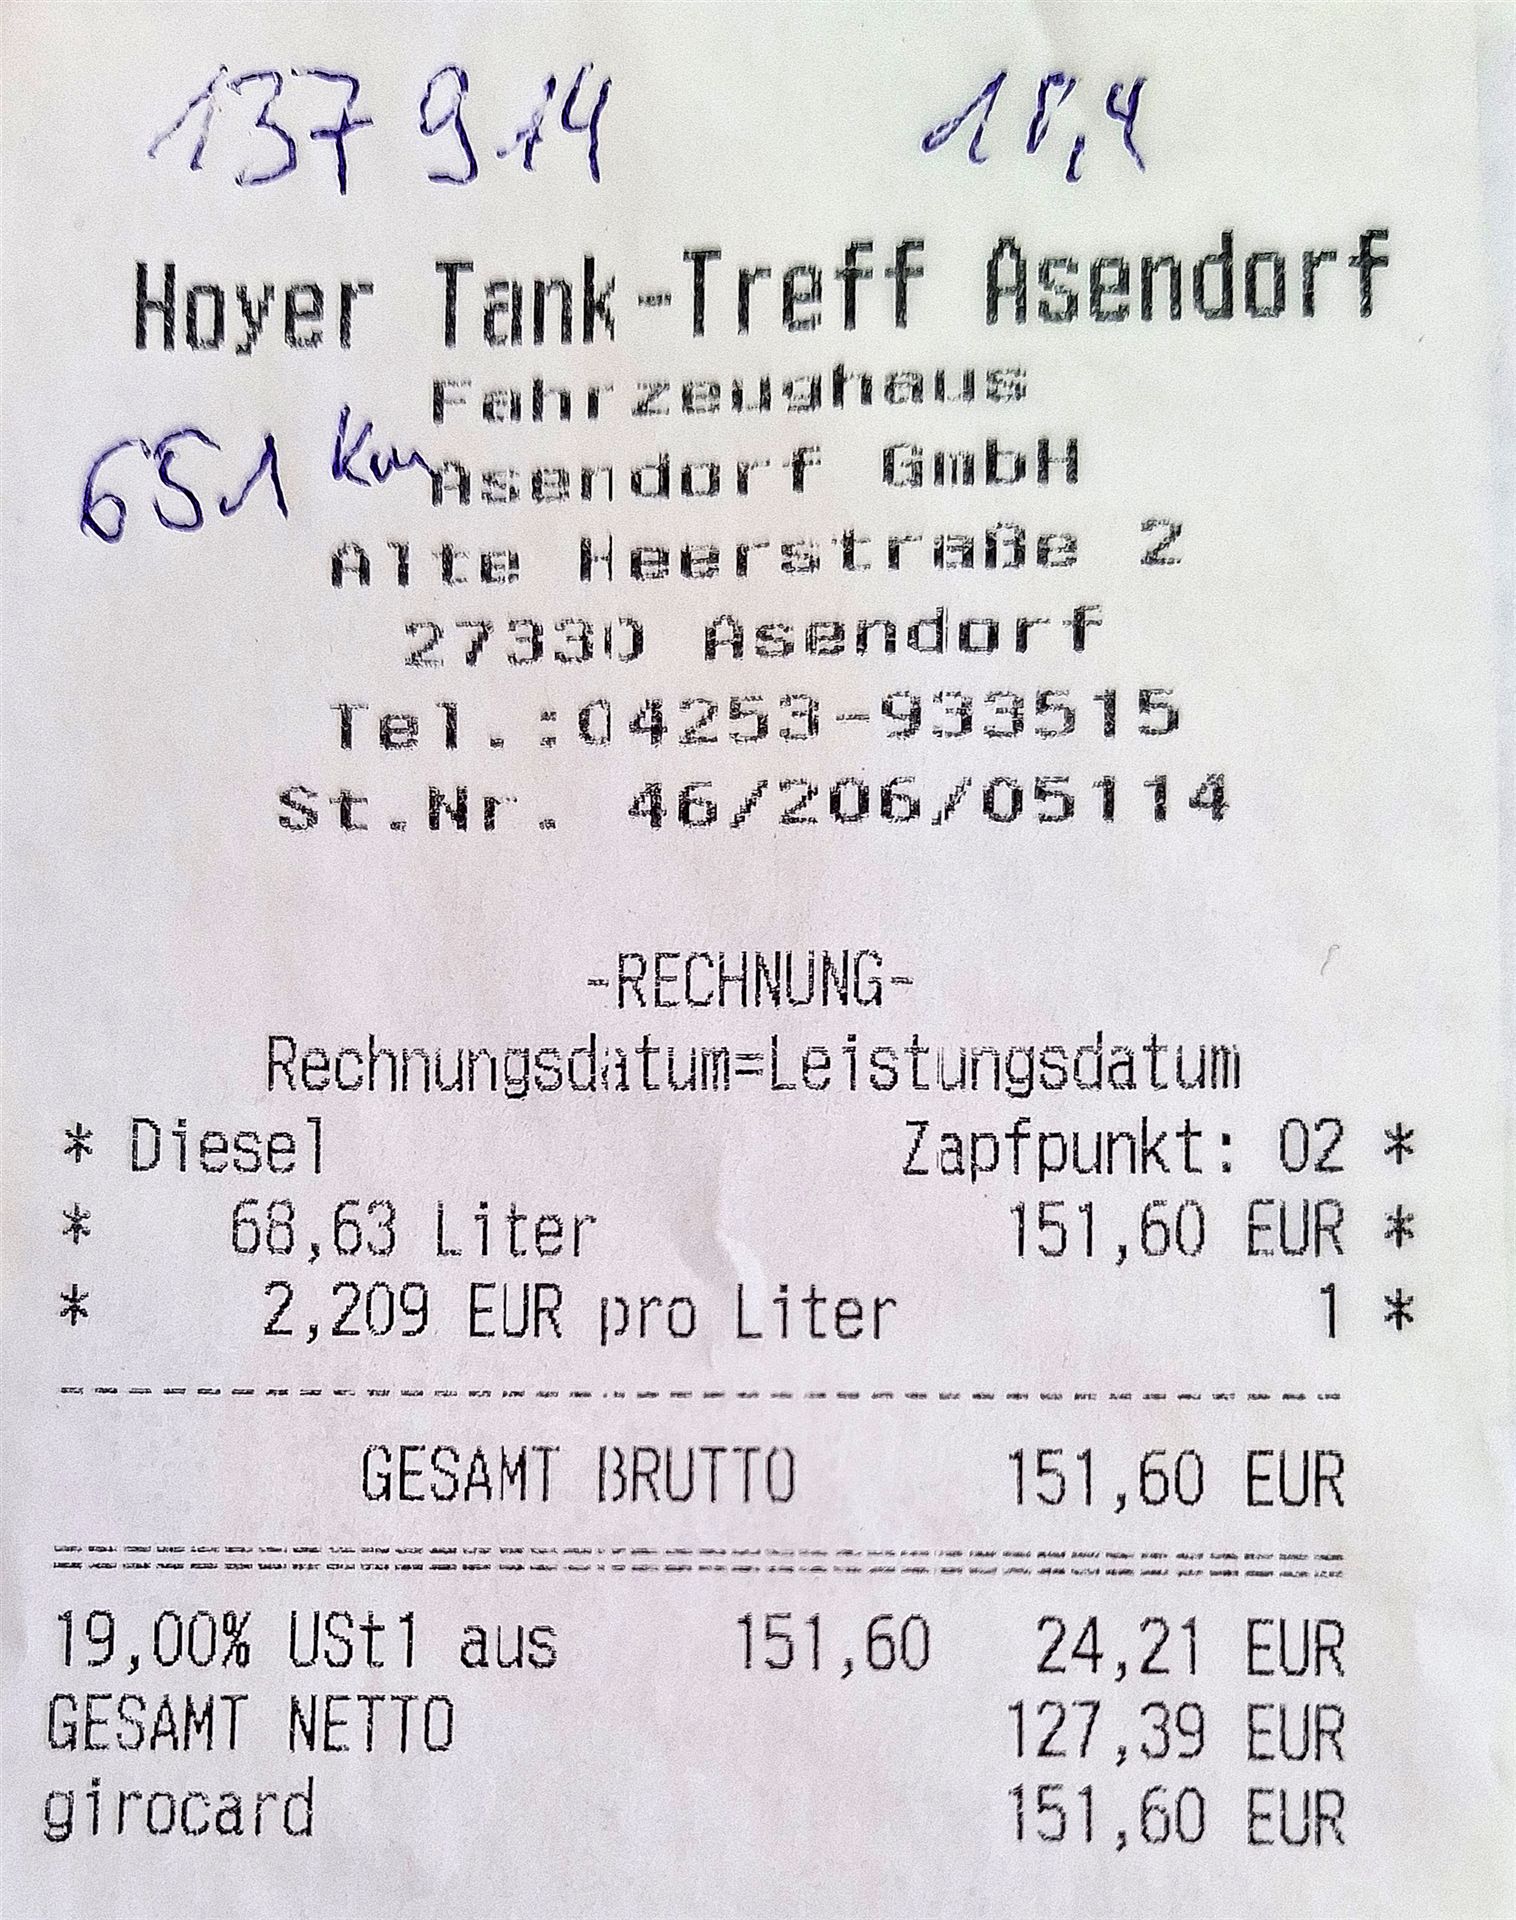 137 914
Hoyer Tank-Treff Asendorf
Fahrzeughaus
651 Km
Asendorf GmbH
Alte Heerstraße 2
27330 Asendorf
Tel.:04253-933515
St.Nr. 46/206/05114
-RECHNUNG-
Rechnungsdatum=Leistungsdatum
* Diesel Zapfpunkt: 02 *
* 68,63 Liter 151,60 EUR *
* 2,209 EUR pro Liter 1 *
GESAMT BRUTTO 151,60 EUR
19,00% USt1 aus 151,60 24,21 EUR
GESAMT NETTO 127,39 EUR
girocard 151,60 EUR